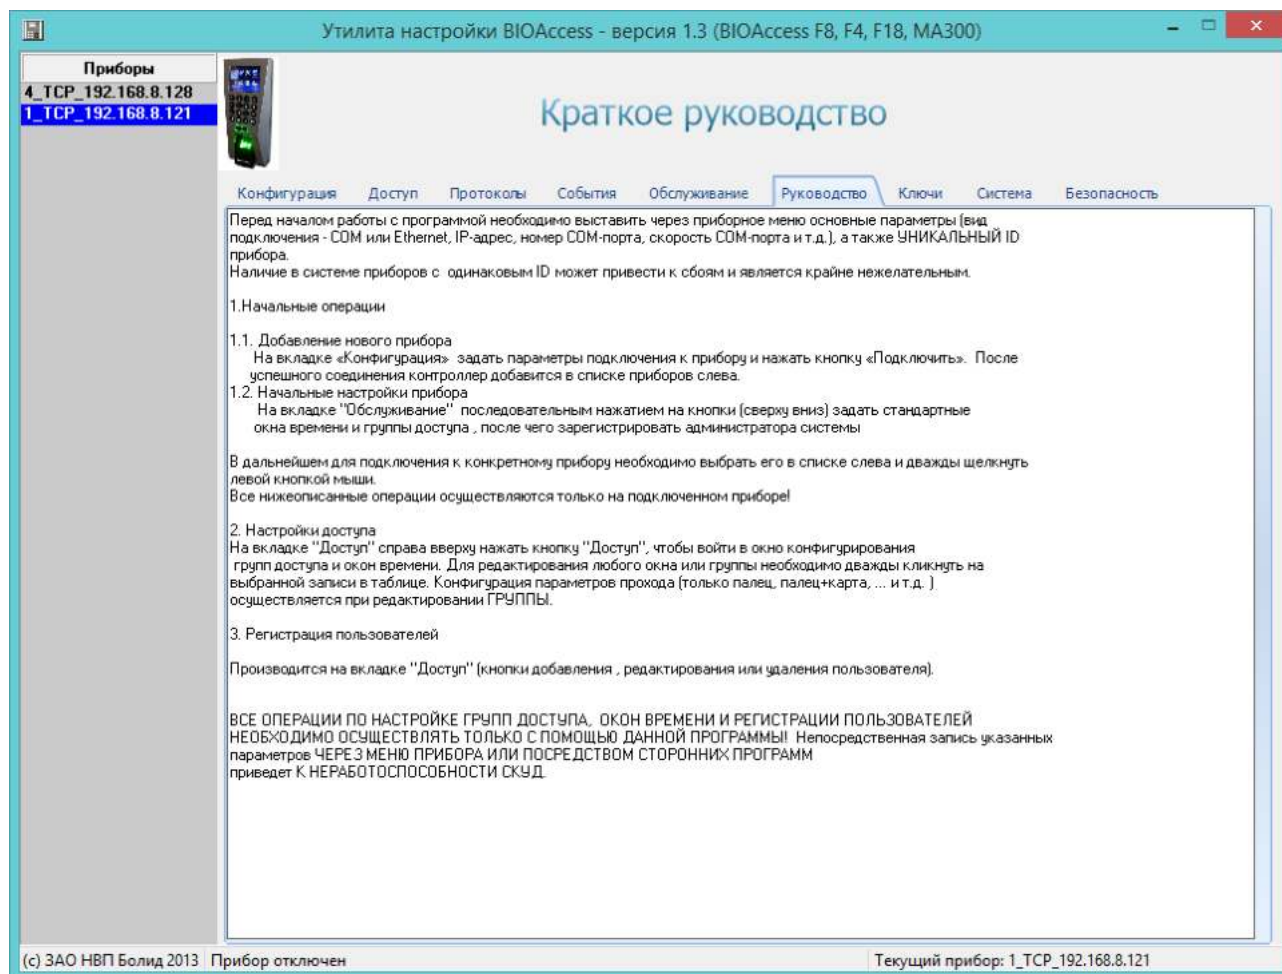 Утилита настройки BIOAccess - версия 1.3 (BIOAccess F8, F4, F18, MA300)
Приборы
4_TCP_192.168.8.128
1_TCP_192.168.8.121
Краткое руководство
Конфигурация Доступ Протоколы События Обслуживание Руководство Ключи Система Безопасность
Перед началом работы с программой необходимо выставить через приборное меню основные параметры (вид
подключения - COM или Ethernet, IP-адрес, номер COM-порта, скорость COM-порта и т.д.), а также УНИКАЛЬНЫЙ ID
прибора.
Наличие в системе приборов с одинаковым ID может привести к сбоям и является крайне нежелательным.
1.Начальные операции
1.1. Добавление нового прибора
На вкладке «Конфигурация» задать параметры подключения к прибору и нажать кнопку «Подключить». После
успешного соединения контроллер добавится в списке приборов слева.
1.2. Начальные настройки прибора
На вкладке "Обслуживание" последовательным нажатием на кнопки (сверху вниз) задать стандартные
окна времени и группы доступа , после чего зарегистрировать администратора системы
В дальнейшем для подключения к конкретному прибору необходимо выбрать его в списке слева и дважды щелкнуть
левой кнопкой мыши.
Все нижеописанные операции осуществляются только на подключенном приборе!
2. Настройки доступа
На вкладке "Доступ" справа вверху нажать кнопку "Доступ", чтобы войти в окно конфигурирования
групп доступа и окон времени. Для редактирования любого окна или группы необходимо дважды кликнуть на
выбранной записи в таблице. Конфигурация параметров прохода (только палец, палец+карта, ... и т.д. )
осуществляется при редактировании ГРУППЫ.
3. Регистрация пользователей
Производится на вкладке "Доступ" (кнопки добавления , редактирования или удаления пользователя).
ВСЕ ОПЕРАЦИИ ПО НАСТРОЙКЕ ГРУПП ДОСТУПА, ОКОН ВРЕМЕНИ И РЕГИСТРАЦИИ ПОЛЬЗОВАТЕЛЕЙ
НЕОБХОДИМО ОСУЩЕСТВЛЯТЬ ТОЛЬКО С ПОМОЩЬЮ ДАННОЙ ПРОГРАММЫ! Непосредственная запись указанных
параметров ЧЕРЕЗ МЕНЮ ПРИБОРА ИЛИ ПОСРЕДСТВОМ СТОРОННИХ ПРОГРАММ
приведет К НЕРАБОТОСПОСОБНОСТИ СКУД.
(c) ЗАО НВП Болид 2013 Прибор отключен Текущий прибор: 1_TCP_192.168.8.121